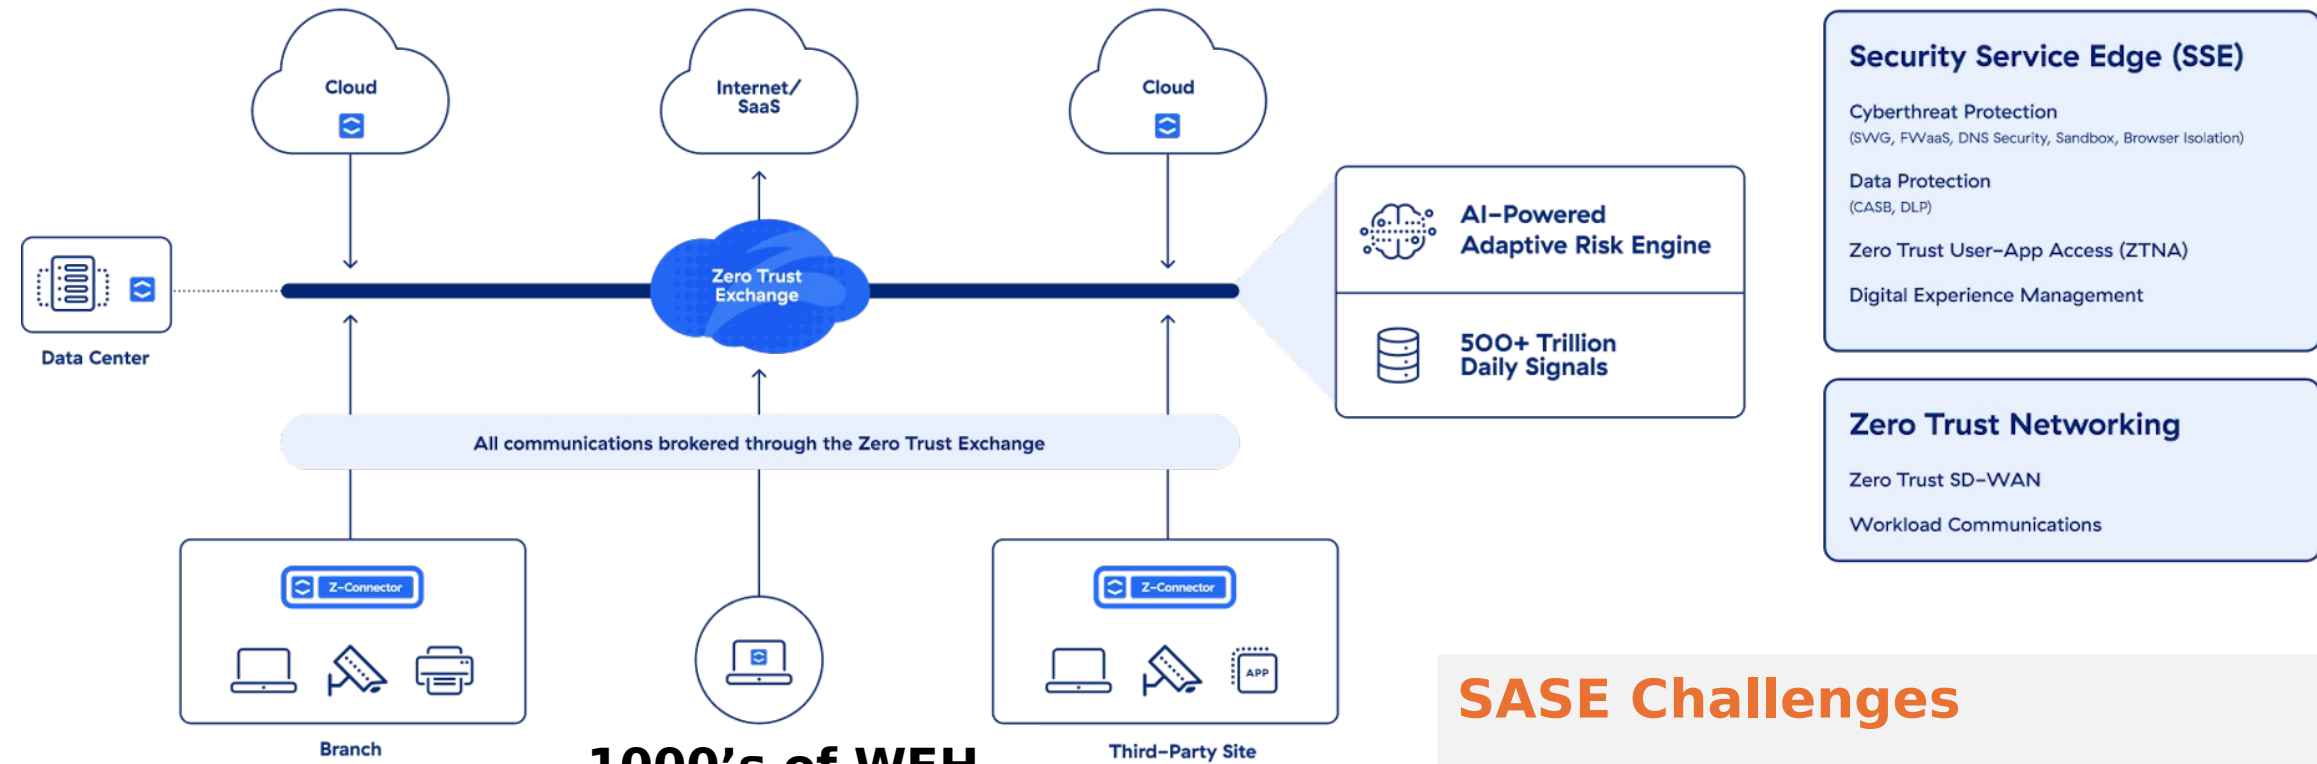 Cloud
Internet/
SaaS
Cloud
Security Service Edge (SSE)
Cyberthreat Protection
(SWG, FWaaS, DNS Security, Sandbox, Browser Isolation)
Data Protection
(CASB, DLP)
Zero Trust User-App Access (ZTNA)
Digital Experience Management
AI-Powered
Adaptive Risk Engine
500+ Trillion
Daily Signals
Zero Trust
Exchange
Data Center
All communications brokered through the Zero Trust Exchange
Zero Trust Networking
Zero Trust SD-WAN
Workload Communications
Z-Connector
Z-Connector
APP
Branch
1000’s of WFH
Third-Party Site
SASE Challenges